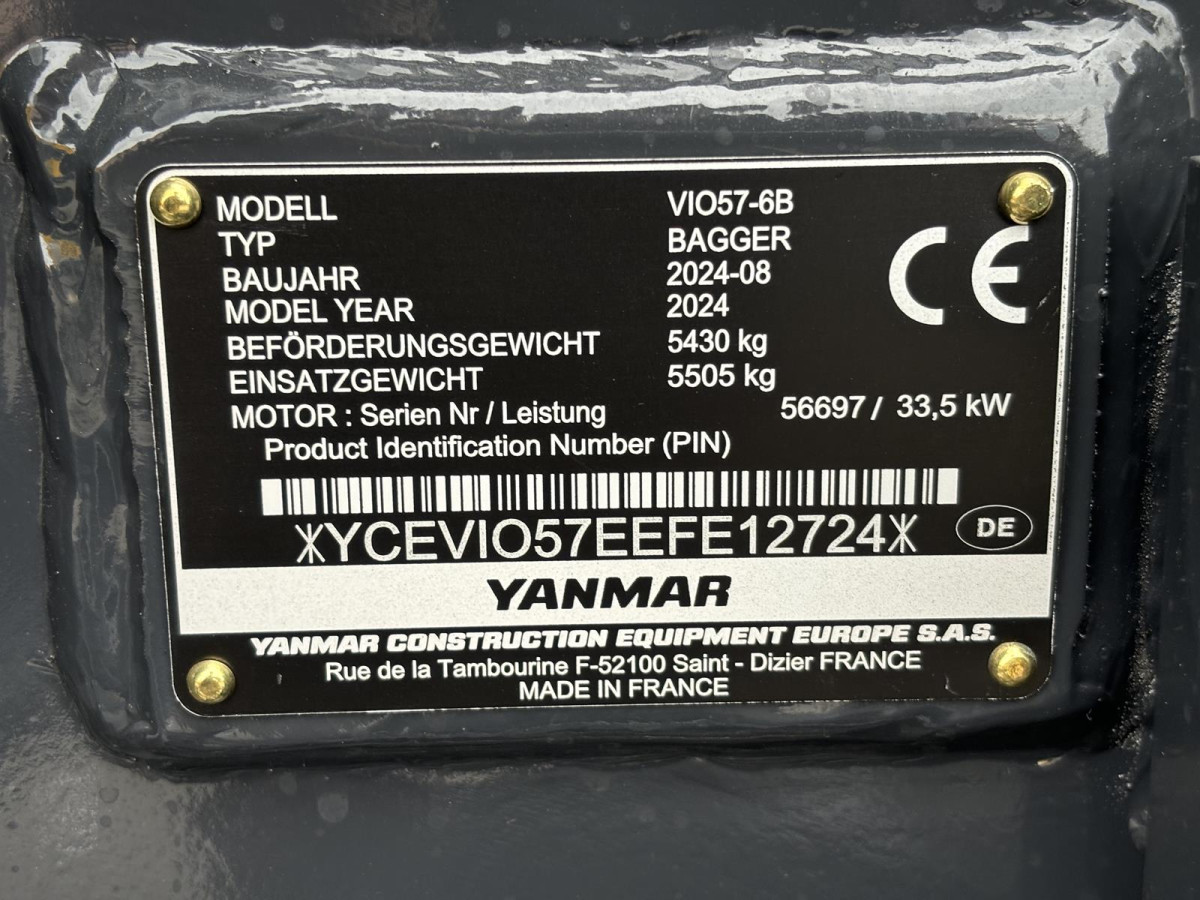 MODELL VIO57-6B
TYP BAGGER
BAUJAHR 2024-08
MODEL YEAR 2024
BEFÖRDERUNGSGEWICHT 5430 kg
EINSATZGEWICHT 5505 kg
MOTOR : Serien Nr / Leistung 56697 / 33,5 kW
Product Identification Number (PIN)
*YCEVIO57EEFE12724*
CE
DE
YANMAR
YANMAR CONSTRUCTION EQUIPMENT EUROPE S.A.S.
Rue de la Tambourine F-52100 Saint - Dizier FRANCE
MADE IN FRANCE